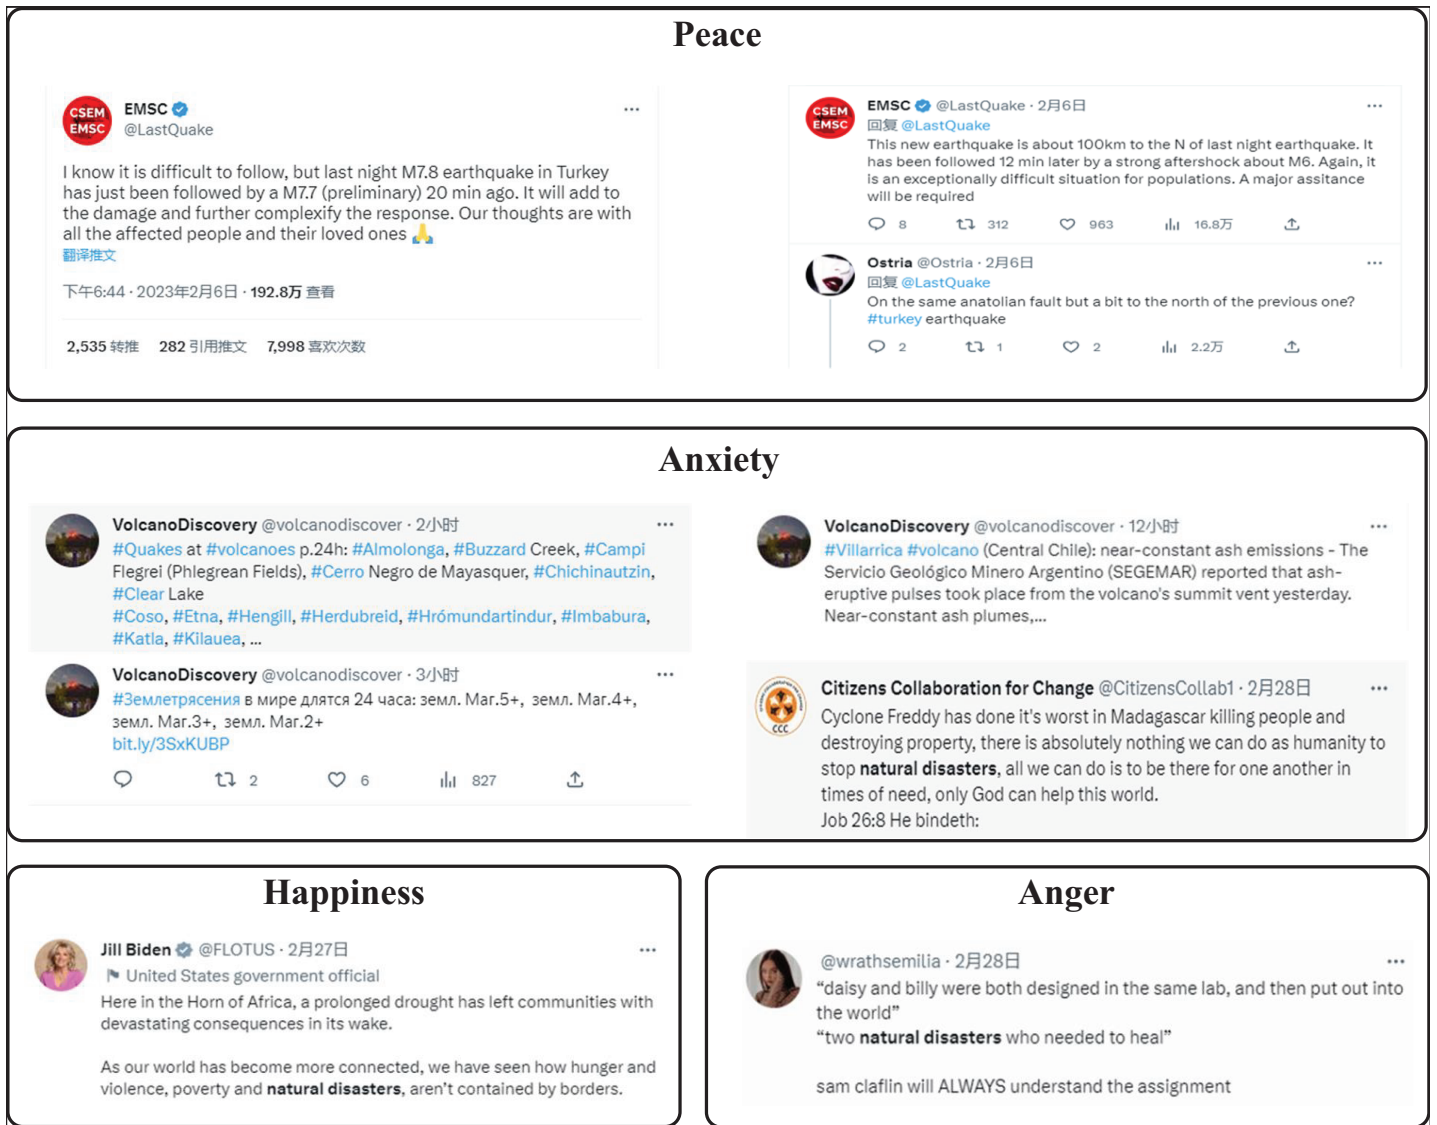 Peace
CSEM
EMSC
EMSC
@LastQuake
I know it is difficult to follow, but last night M7.8 earthquake in Turkey
has just been followed by a M7.7 (preliminary) 20 min ago. It will add to
the damage and further complexify the response. Our thoughts are with
all the affected people and their loved ones 🙏
翻译推文
下午6:44 · 2023年2月6日 · 192.8万 查看
2,535 转推 282 引用推文 7,998 喜欢次数
CSEM
EMSC
EMSC @LastQuake · 2月6日
回复 @LastQuake
This new earthquake is about 100km to the N of last night earthquake. It
has been followed 12 min later by a strong aftershock about M6. Again, it
is an exceptionally difficult situation for populations. A major assitance
will be required
8 312 963 16.8万
Ostria @Ostria · 2月6日
回复 @LastQuake
On the same anatolian fault but a bit to the north of the previous one?
#turkey earthquake
2 1 2 2.2万
Anxiety
VolcanoDiscovery @volcanodiscover · 2小时
#Quakes at #volcanoes p.24h: #Almolonga, #Buzzard Creek, #Campi
Flegrei (Phlegrean Fields), #Cerro Negro de Mayasquer, #Chichinautzin,
#Clear Lake
#Coso, #Etna, #Hengill, #Herdubreid, #Hrómundartindur, #Imbabura,
#Katla, #Kilauea, ...
VolcanoDiscovery @volcanodiscover · 3小时
#Землетрясения в мире длятся 24 часа: земл. Mar.5+, земл. Mar.4+,
земл. Mar.3+, земл. Mar.2+
bit.ly/3SxKUBP
2 6 827
VolcanoDiscovery @volcanodiscover · 12小时
#Villarrica #volcano (Central Chile): near-constant ash emissions - The
Servicio Geológico Minero Argentino (SEGEMAR) reported that ash-
eruptive pulses took place from the volcano's summit vent yesterday.
Near-constant ash plumes,...
CCC
Citizens Collaboration for Change @CitizensCollab1 · 2月28日
Cyclone Freddy has done it's worst in Madagascar killing people and
destroying property, there is absolutely nothing we can do as humanity to
stop natural disasters, all we can do is to be there for one another in
times of need, only God can help this world.
Job 26:8 He bindeth:
Happiness
Jill Biden @FLOTUS · 2月27日
United States government official
Here in the Horn of Africa, a prolonged drought has left communities with
devastating consequences in its wake.
As our world has become more connected, we have seen how hunger and
violence, poverty and natural disasters, aren't contained by borders.
Anger
@wrathsemilia · 2月28日
“daisy and billy were both designed in the same lab, and then put out into
the world”
“two natural disasters who needed to heal”
sam claflin will ALWAYS understand the assignment